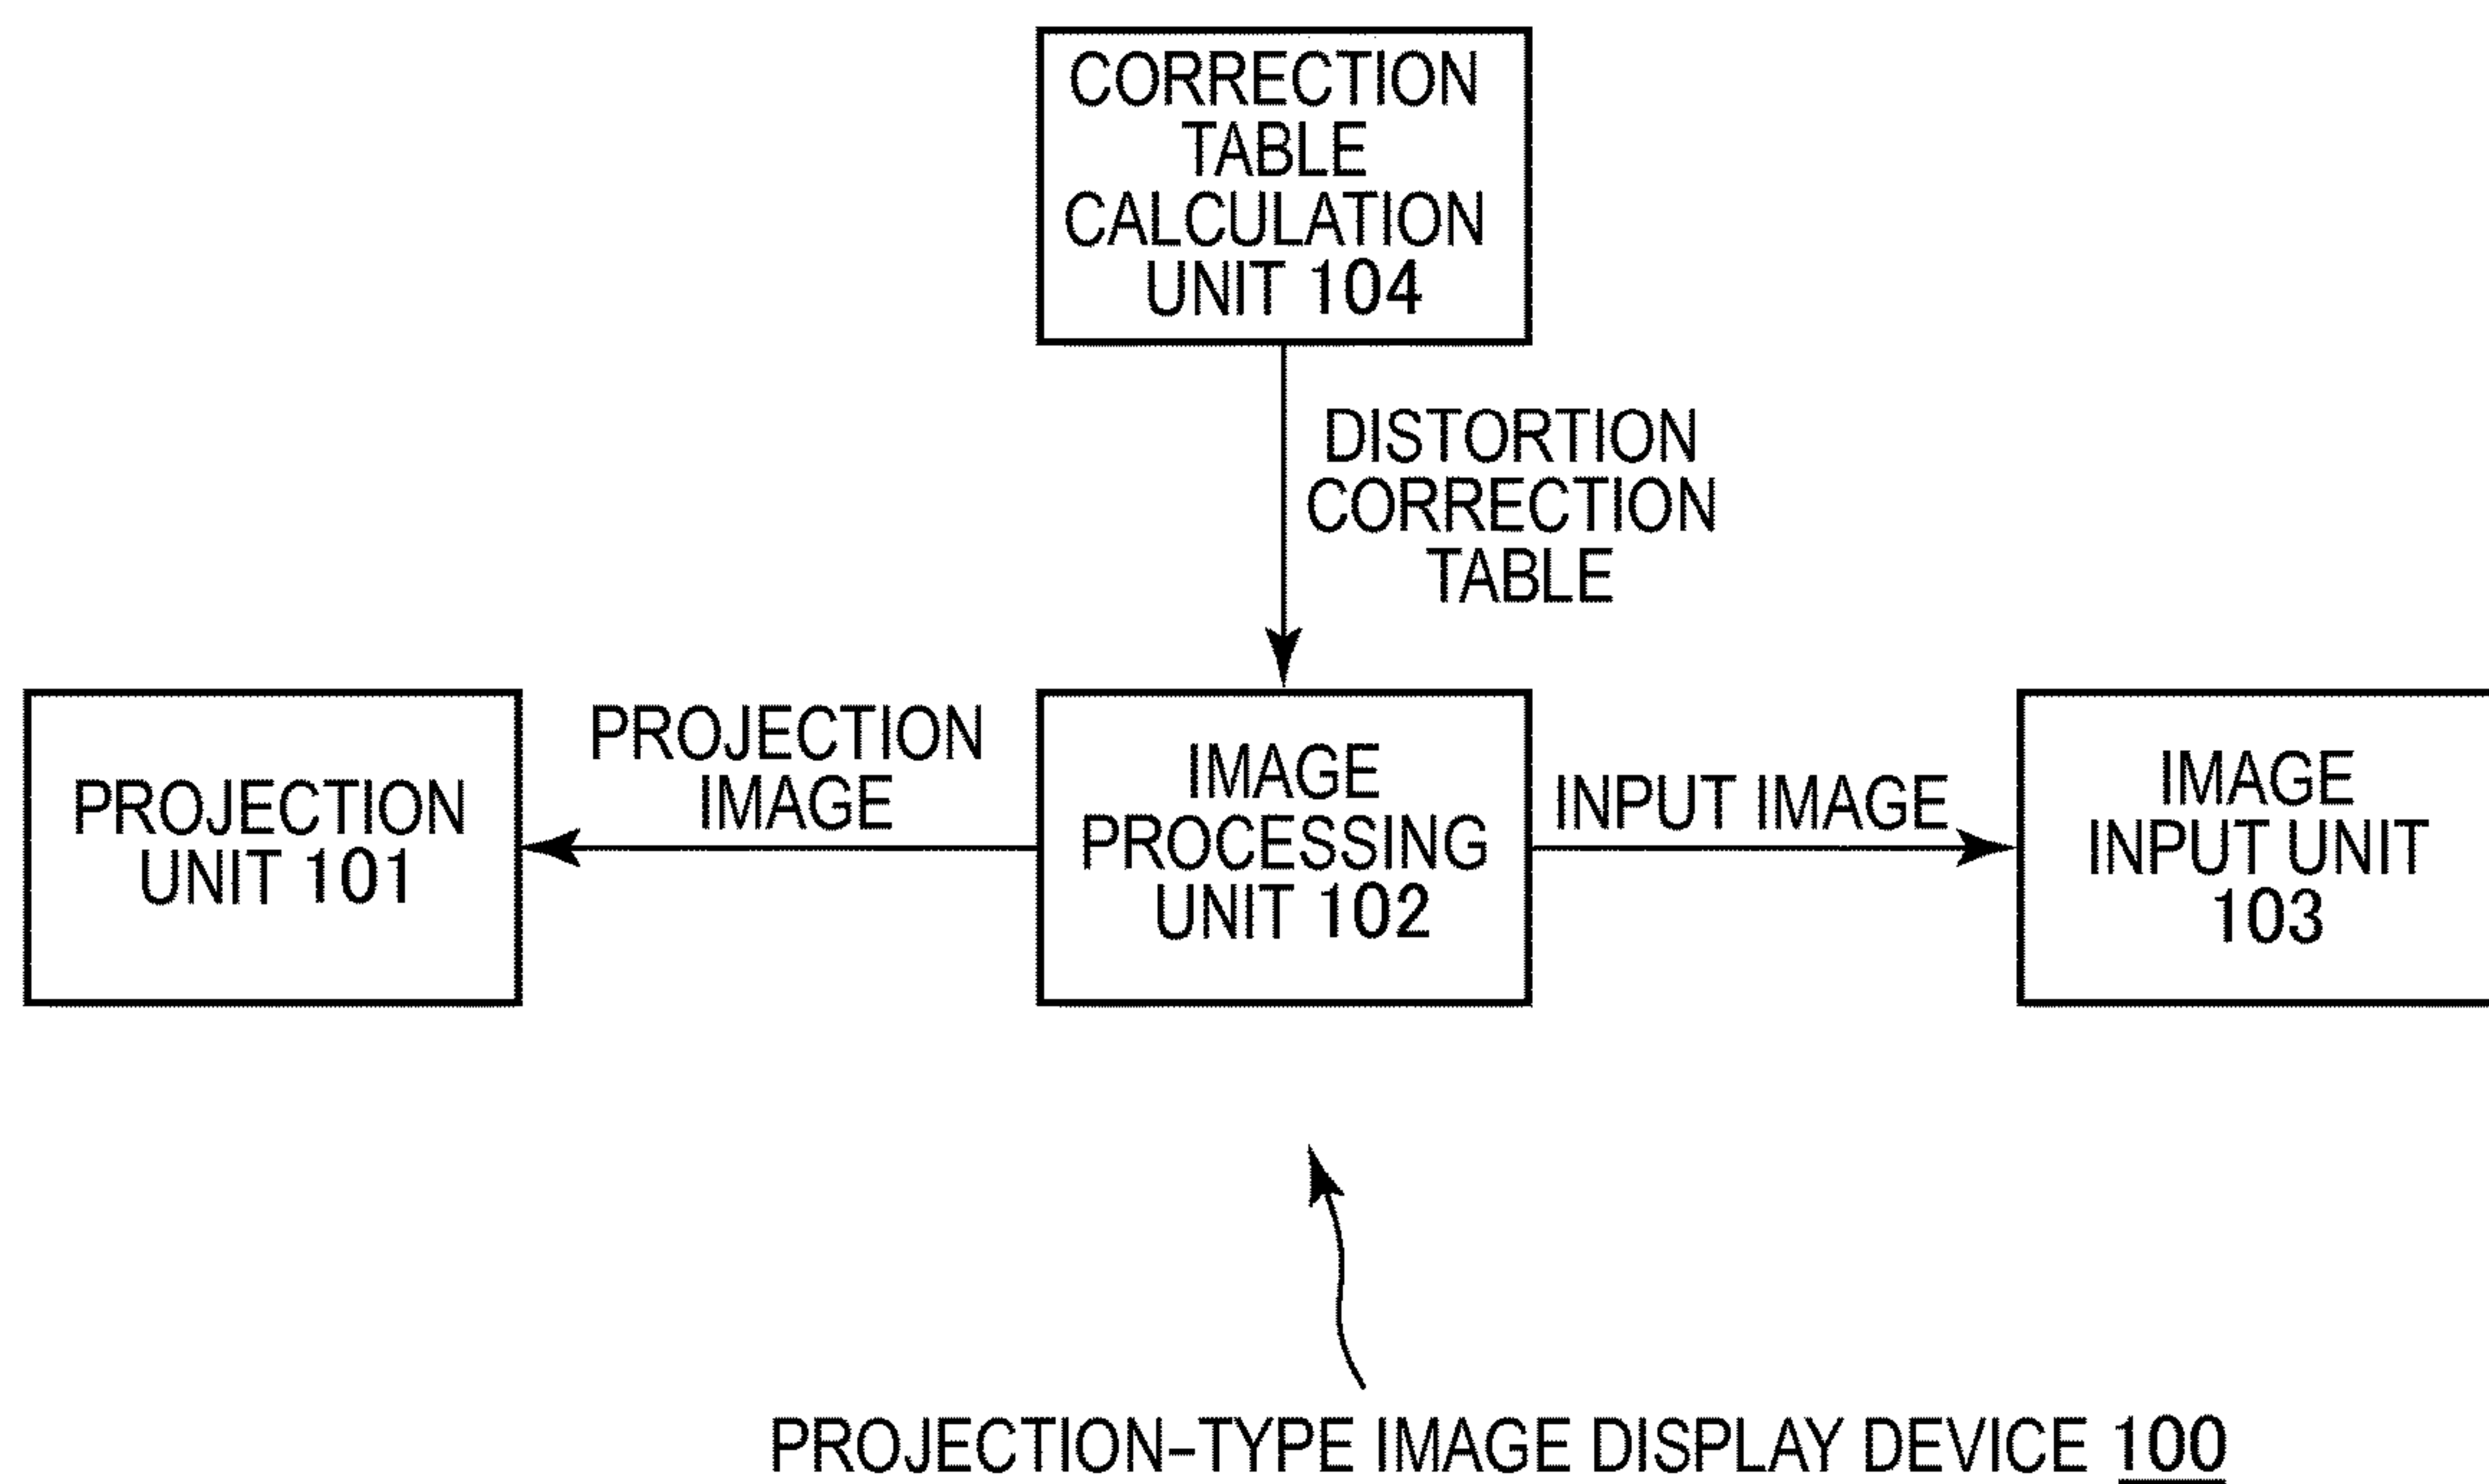 CORRECTION
TABLE
CALCULATION
UNIT 104
DISTORTION
CORRECTION
TABLE
PROJECTION
UNIT 101
PROJECTION
IMAGE
IMAGE
PROCESSING
UNIT 102
INPUT IMAGE
IMAGE
INPUT UNIT
103
PROJECTION-TYPE IMAGE DISPLAY DEVICE 100